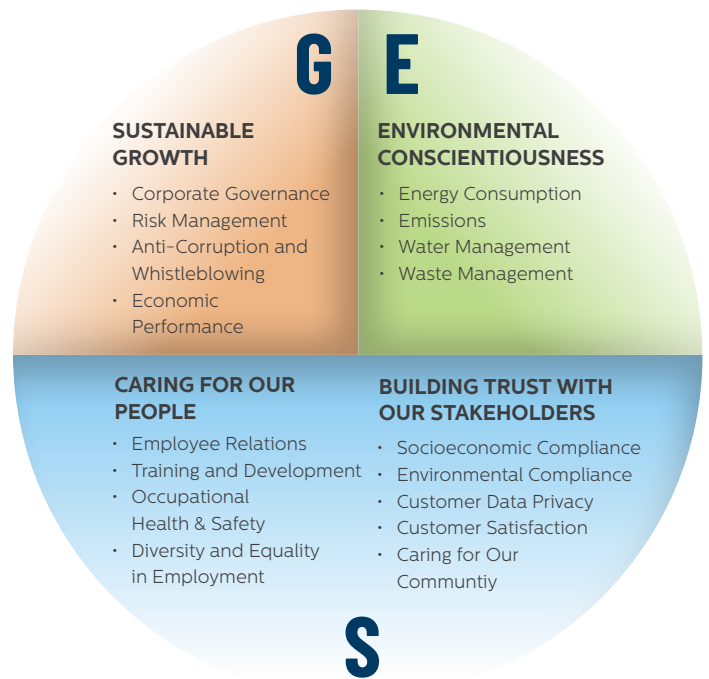 G
SUSTAINABLE
GROWTH
· Corporate Governance
· Risk Management
· Anti-Corruption and
Whistleblowing
· Economic
Performance
E
ENVIRONMENTAL
CONSCIENTIOUSNESS
· Energy Consumption
· Emissions
· Water Management
· Waste Management
CARING FOR OUR
PEOPLE
· Employee Relations
· Training and Development
· Occupational
Health & Safety
· Diversity and Equality
in Employment
BUILDING TRUST WITH
OUR STAKEHOLDERS
· Socioeconomic Compliance
· Environmental Compliance
· Customer Data Privacy
· Customer Satisfaction
· Caring for Our
Communtiy
S